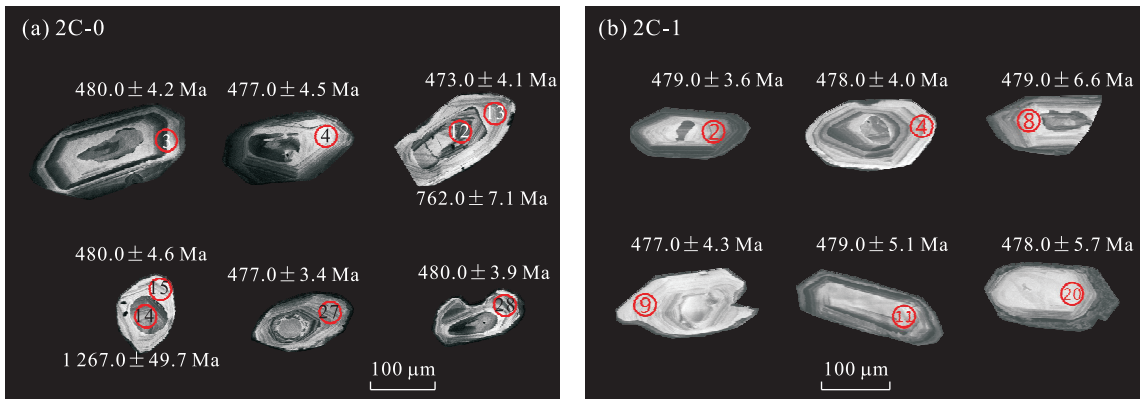 (a) 2C-0
480.0±4.2 Ma
477.0±4.5 Ma
473.0±4.1 Ma
3
4
12
13
762.0±7.1 Ma
480.0±4.6 Ma
477.0±3.4 Ma
480.0±3.9 Ma
15
14
27
28
1 267.0±49.7 Ma
100 μm
(b) 2C-1
479.0±3.6 Ma
478.0±4.0 Ma
479.0±6.6 Ma
2
4
8
477.0±4.3 Ma
479.0±5.1 Ma
478.0±5.7 Ma
9
11
20
100 μm